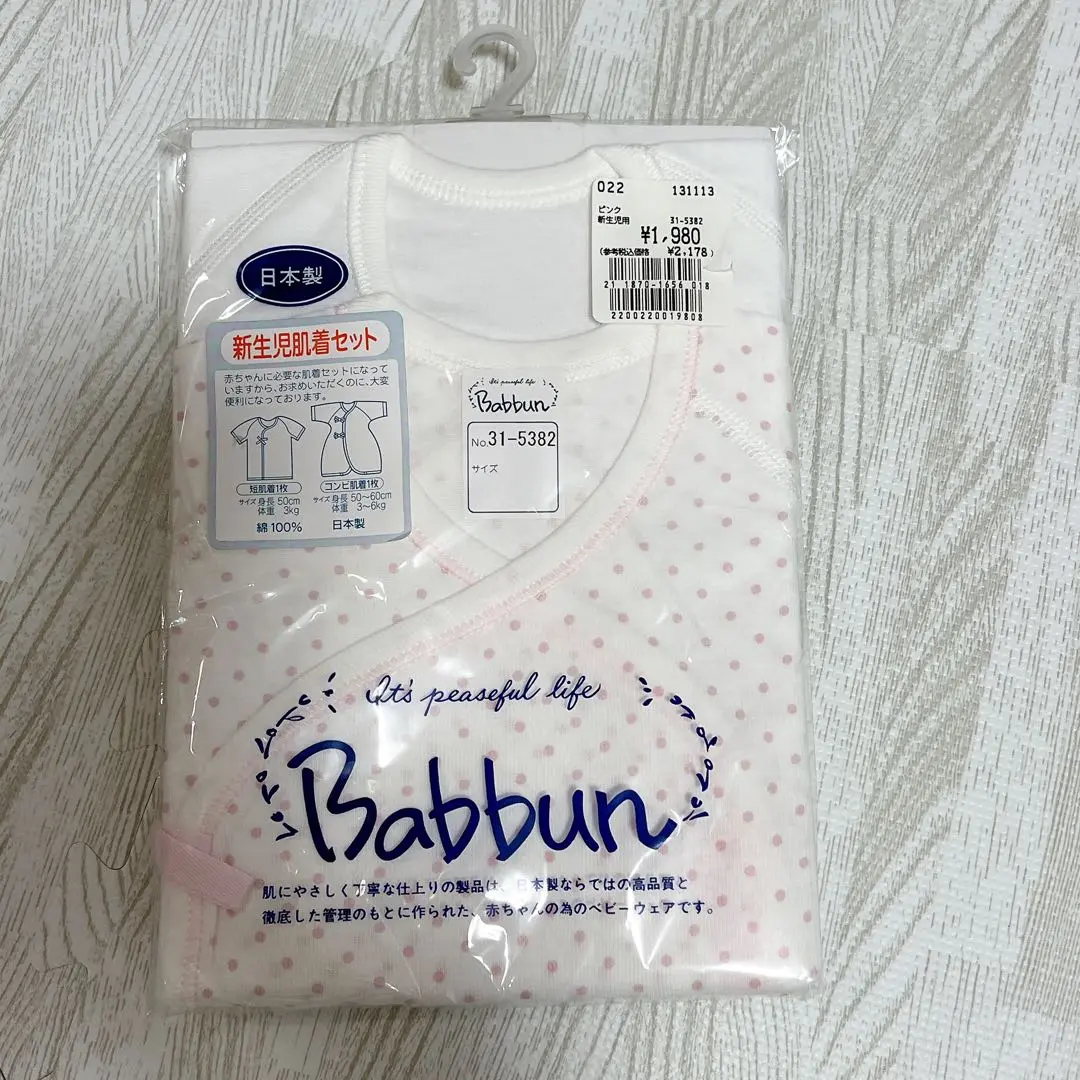 022 131113
ピンク
新生児用 31-5382
¥1,980
(参考税込価格 ¥2,178)
21 1870-1656 018
2200220019808
日本製
新生児肌着セット
赤ちゃんに必要な肌着セットになって
いますから、お求めいただくのに、大変
便利になっております。
短肌着1枚 コンビ肌着1枚
サイズ 身長 50cm サイズ 身長 50〜60cm
体重 3kg 体重 3〜6kg
綿100% 日本製
It's peaseful life
Babbun
No.31-5382
サイズ
It's peaseful life
Babbun
肌にやさしく丁寧な仕上りの製品は、日本製ならではの高品質と
徹底した管理のもとに作られた、赤ちゃんの為のベビーウェアです。